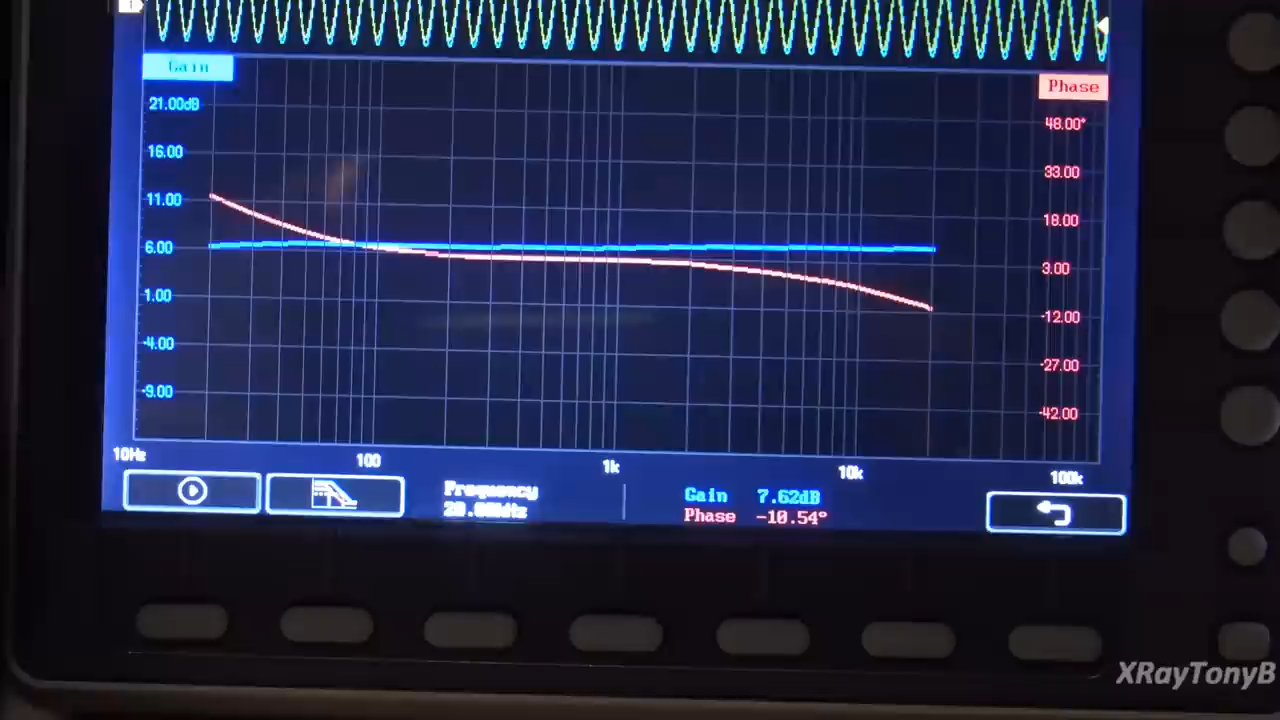 Gain
Phase
21.00dB
48.00°
16.00
33.00
11.00
18.00
6.00
3.00
1.00
-12.00
-4.00
-27.00
-9.00
-42.00
10Hz 100 1k 10k 100k
Frequency
Gain 7.62dB
Phase -10.54°
XRayTonyB